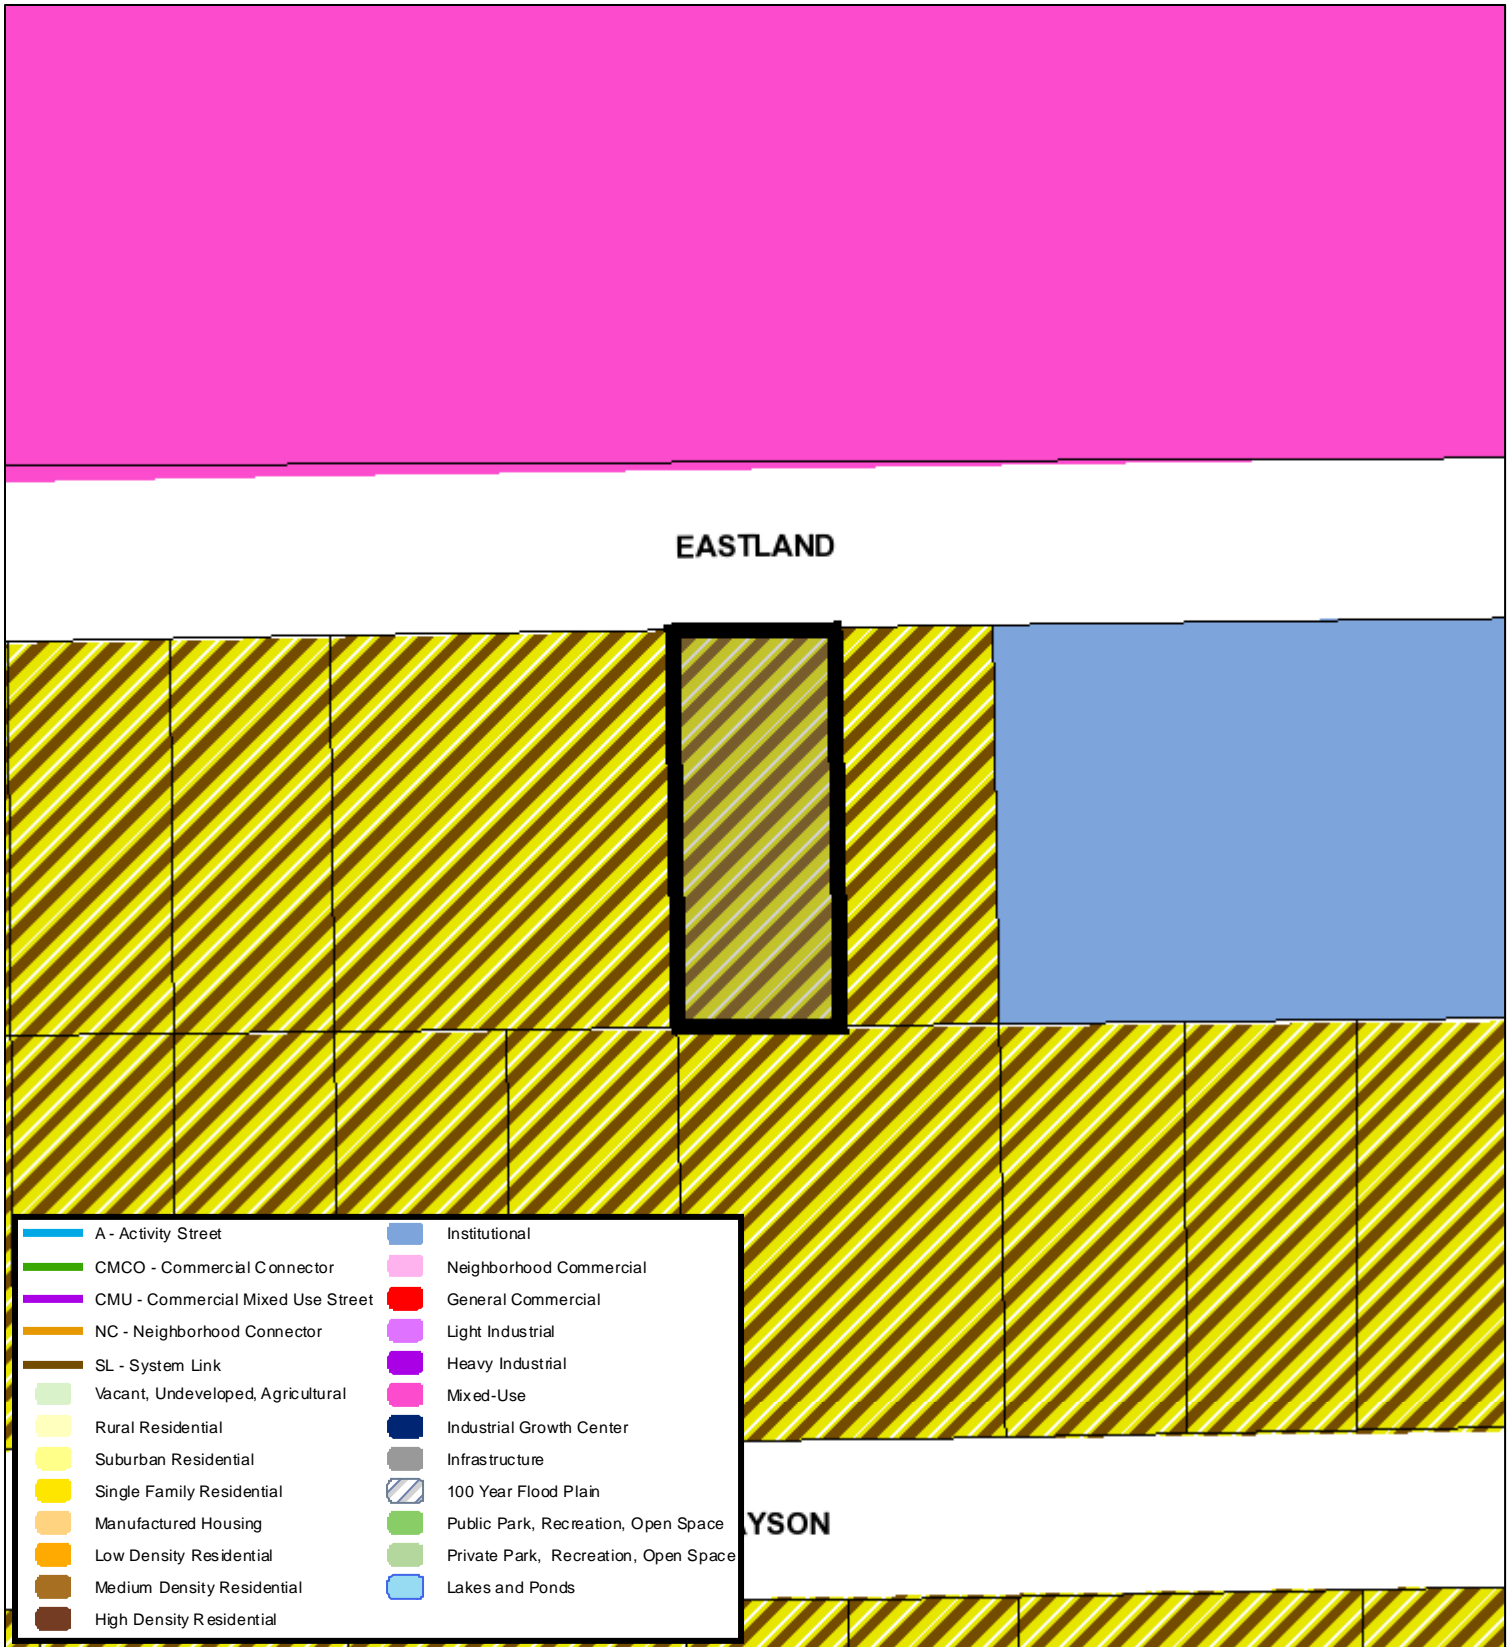 EASTLAND
A - Activity Street
CMCO - Commercial Connector
CMU - Commercial Mixed Use Street
NC - Neighborhood Connector
SL - System Link
Vacant, Undeveloped, Agricultural
Rural Residential
Suburban Residential
Single Family Residential
Manufactured Housing
Low Density Residential
Medium Density Residential
High Density Residential
Institutional
Neighborhood Commercial
General Commercial
Light Industrial
Heavy Industrial
Mixed-Use
Industrial Growth Center
Infrastructure
100 Year Flood Plain
Public Park, Recreation, Open Space
Private Park, Recreation, Open Space
Lakes and Ponds